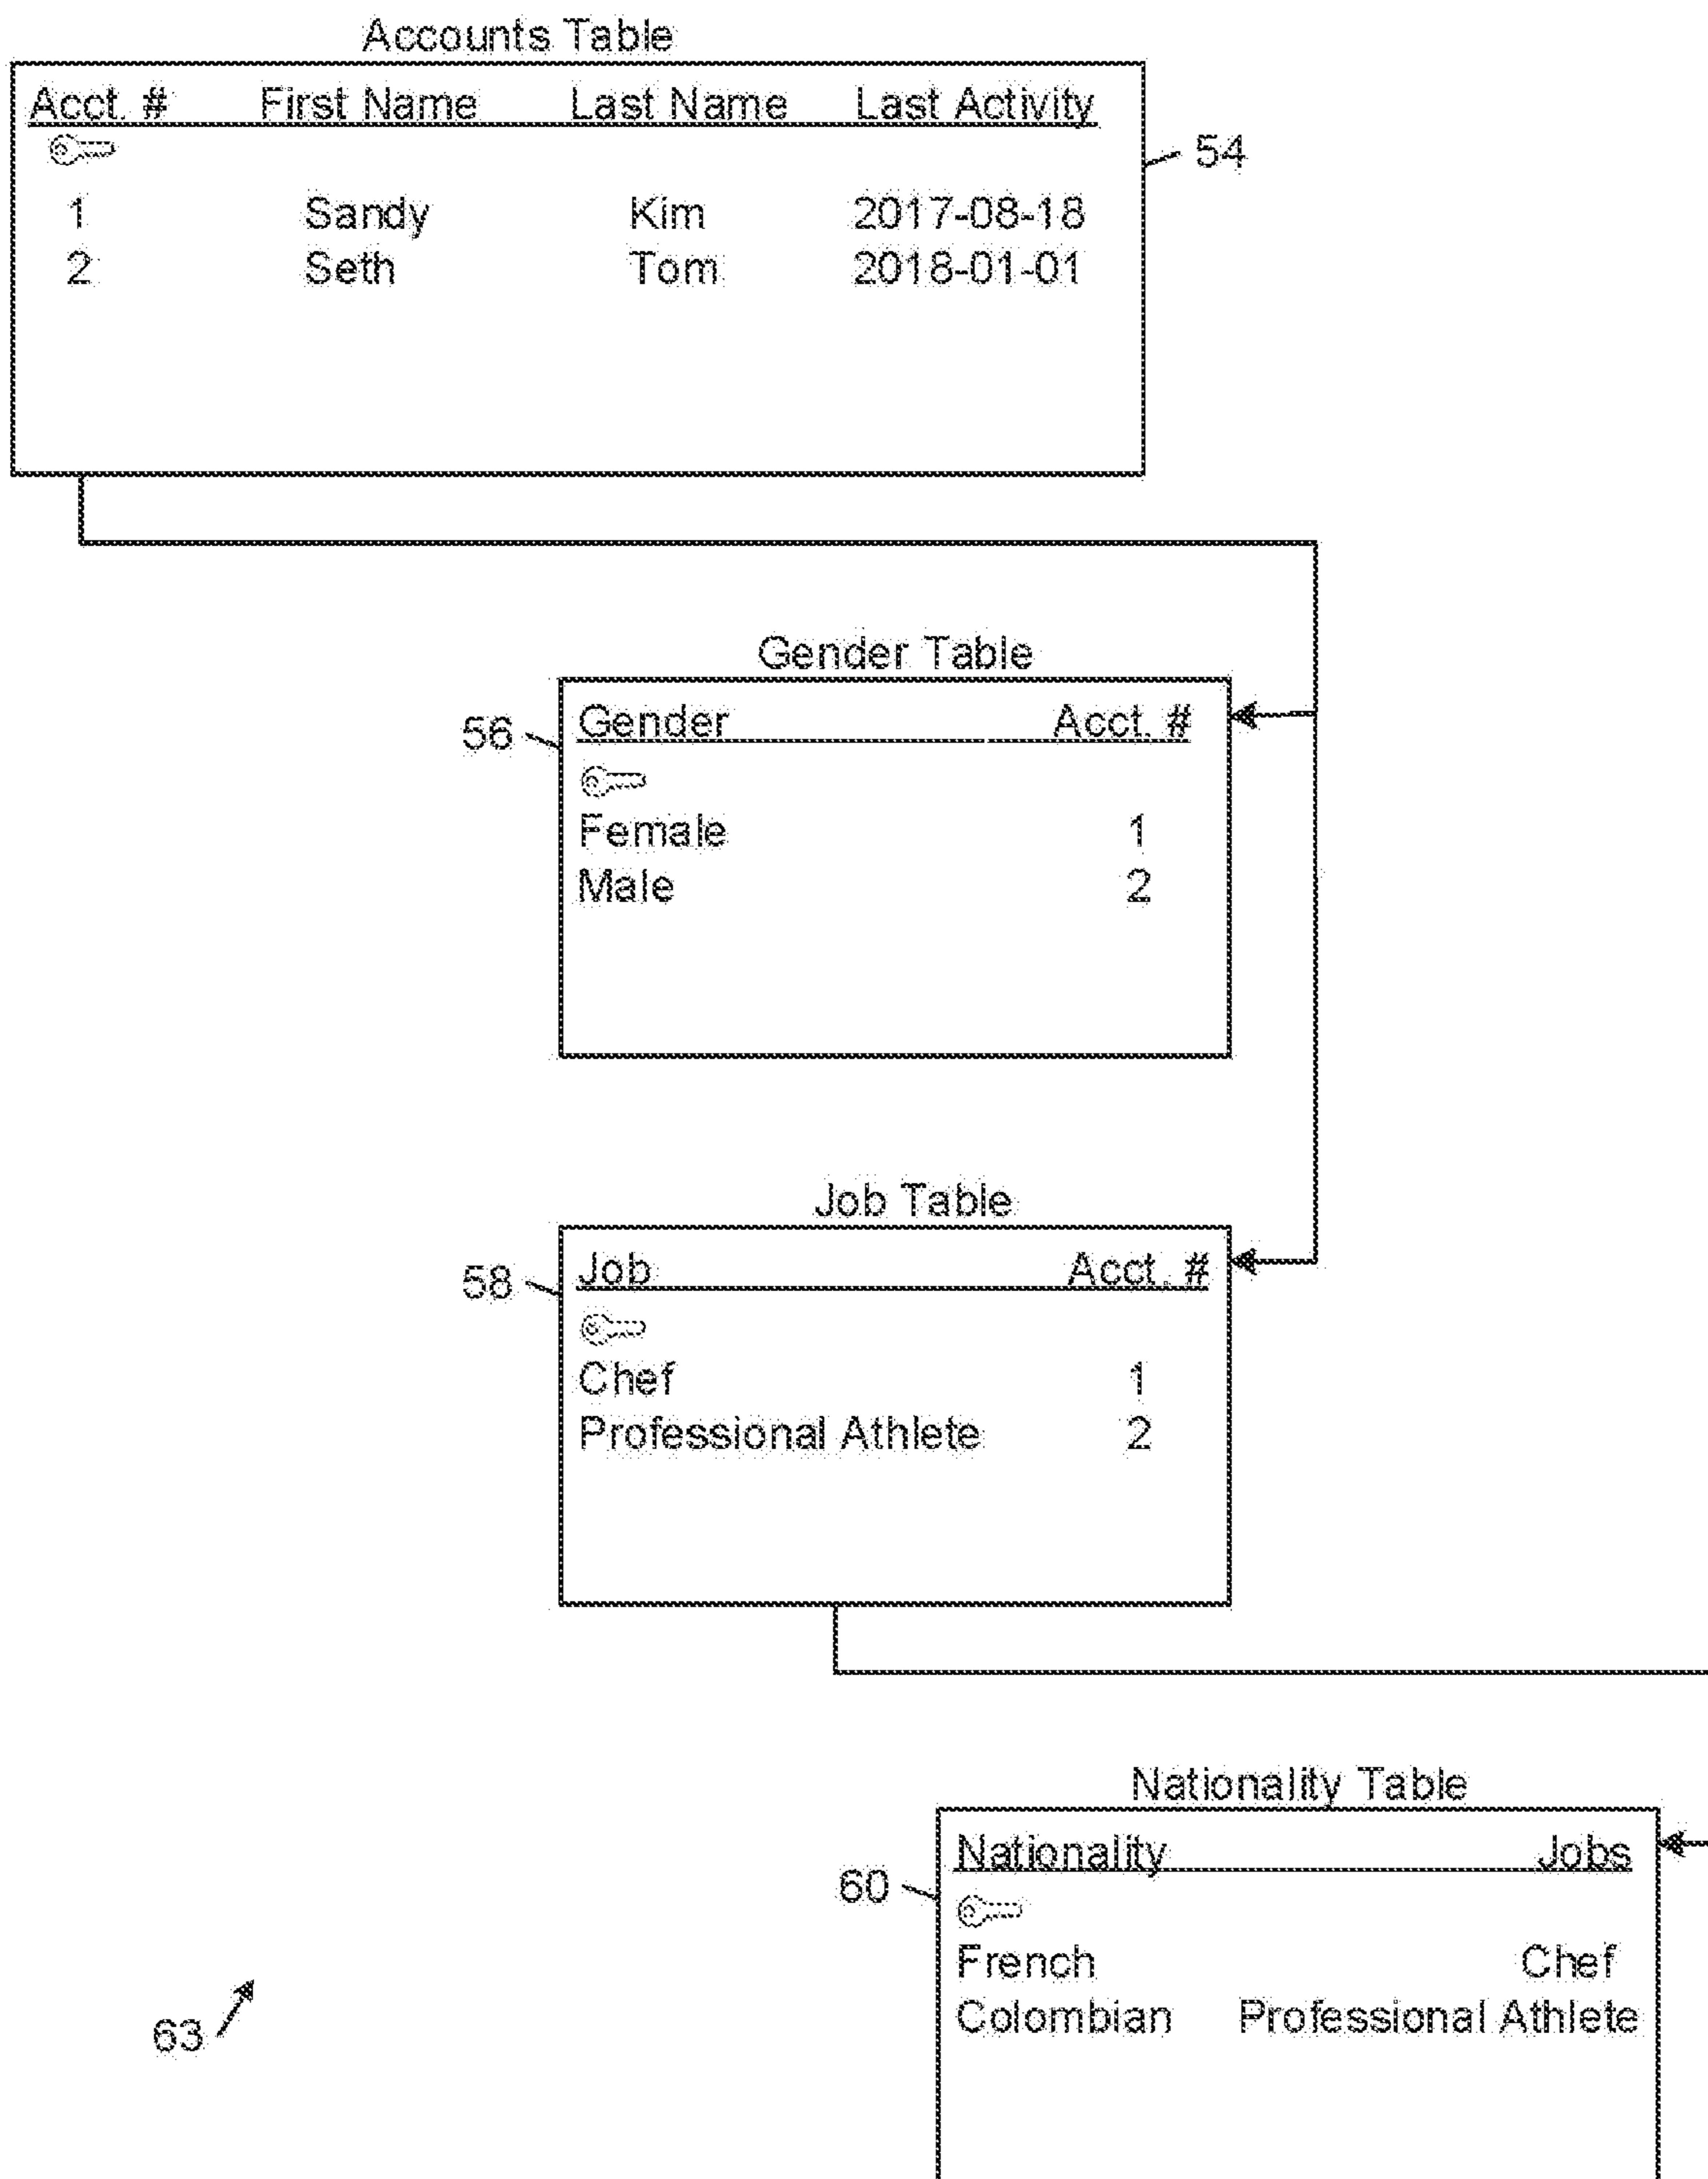 Accounts Table
Acct. # First Name Last Name Last Activity
54
1 Sandy Kim 2017-08-18
2 Seth Tom 2018-01-01
Gender Table
56 Gender Acct. #
Female 1
Male 2
Job Table
58 Job Acct. #
Chef 1
Professional Athlete 2
Nationality Table
Nationality Jobs
60
French Chef
Colombian Professional Athlete
63